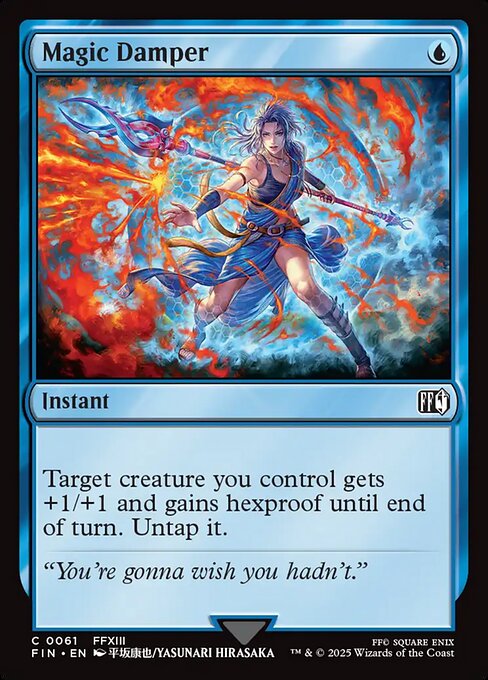 Magic Damper
Instant
FF
Target creature you control gets
+1/+1 and gains hexproof until end
of turn. Untap it.
“You’re gonna wish you hadn’t.”
C 0061 FFXIII
FIN • EN 平坂康也/YASUNARI HIRASAKA
FF© SQUARE ENIX
™ & © 2025 Wizards of the Coast